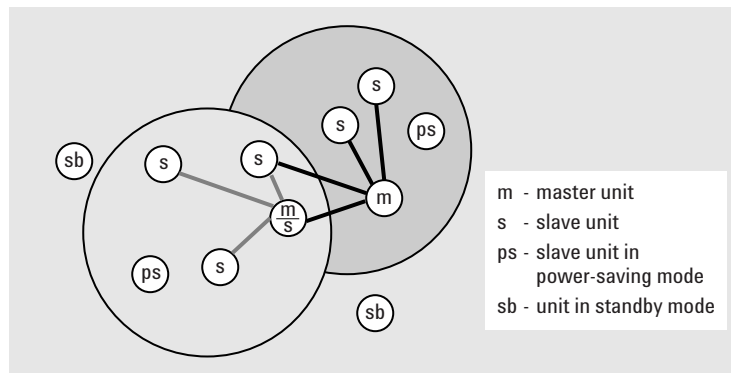 s
s
ps
sb
s
s
m
m
s
s
ps
sb
m - master unit
s - slave unit
ps - slave unit in
power-saving mode
sb - unit in standby mode